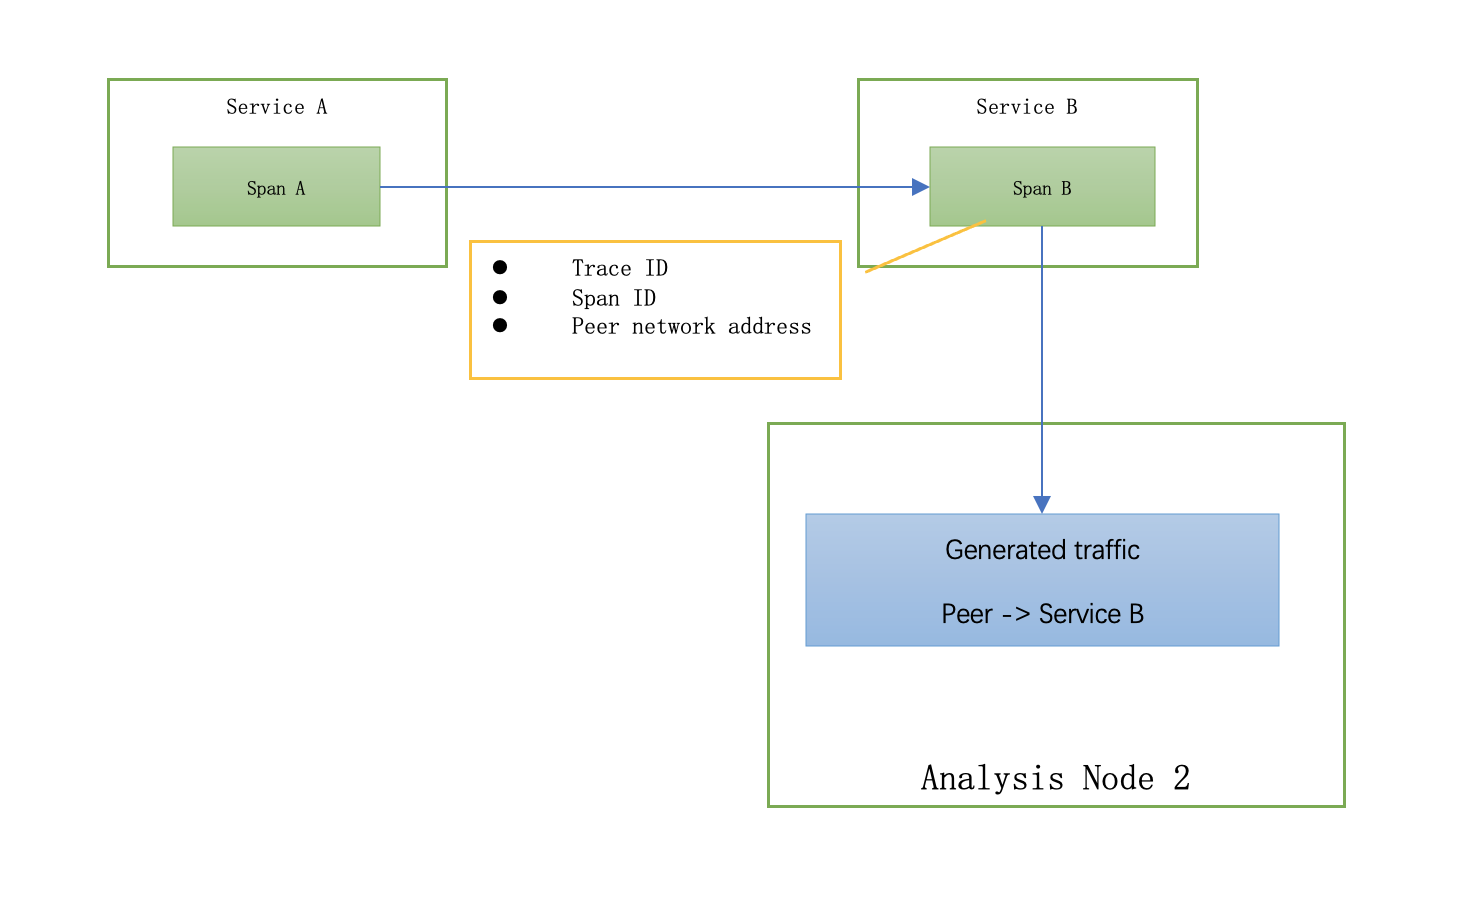 Service A
Service B
Span A
Span B
● Trace ID
● Span ID
● Peer network address
Generated traffic
Peer -> Service B
Analysis Node 2